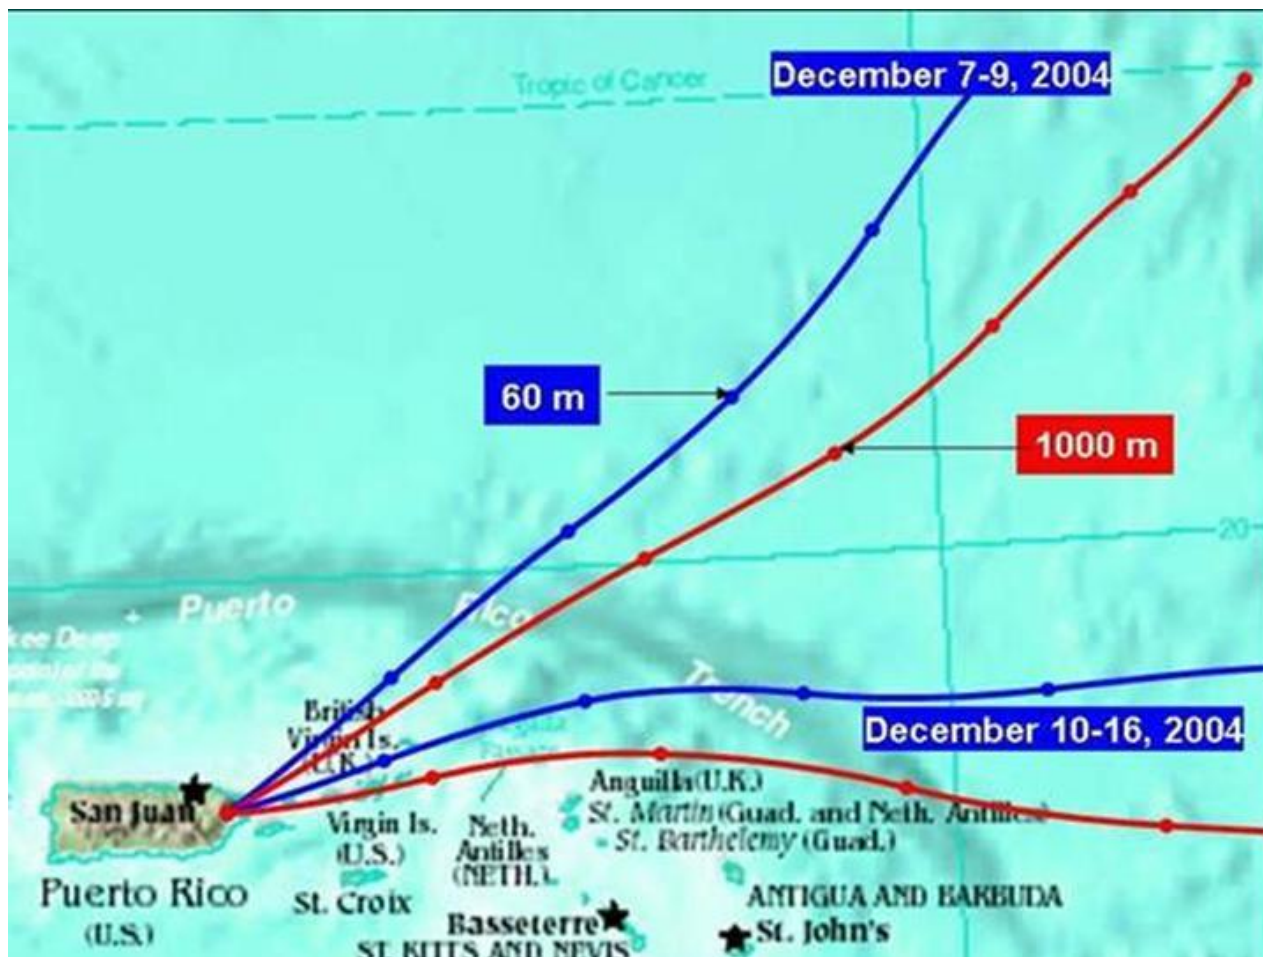 December 7-9, 2004
Tropic of Cancer
60 m
1000 m
20
Puerto
Rico
Trench
kee Deep
British
Virgin Is.
(U.K.)
December 10-16, 2004
San Juan
Anguilla (U.K.)
St. Martin (Guad. and Neth. Antilles)
St. Barthelemy (Guad.)
Virgin Is.
(U.S.)
Neth.
Antilles
(NETH.)
Puerto Rico
(U.S.)
St. Croix
ANTIGUA AND BARBUDA
St. John's
Basseterre
ST. KITTS AND NEVIS